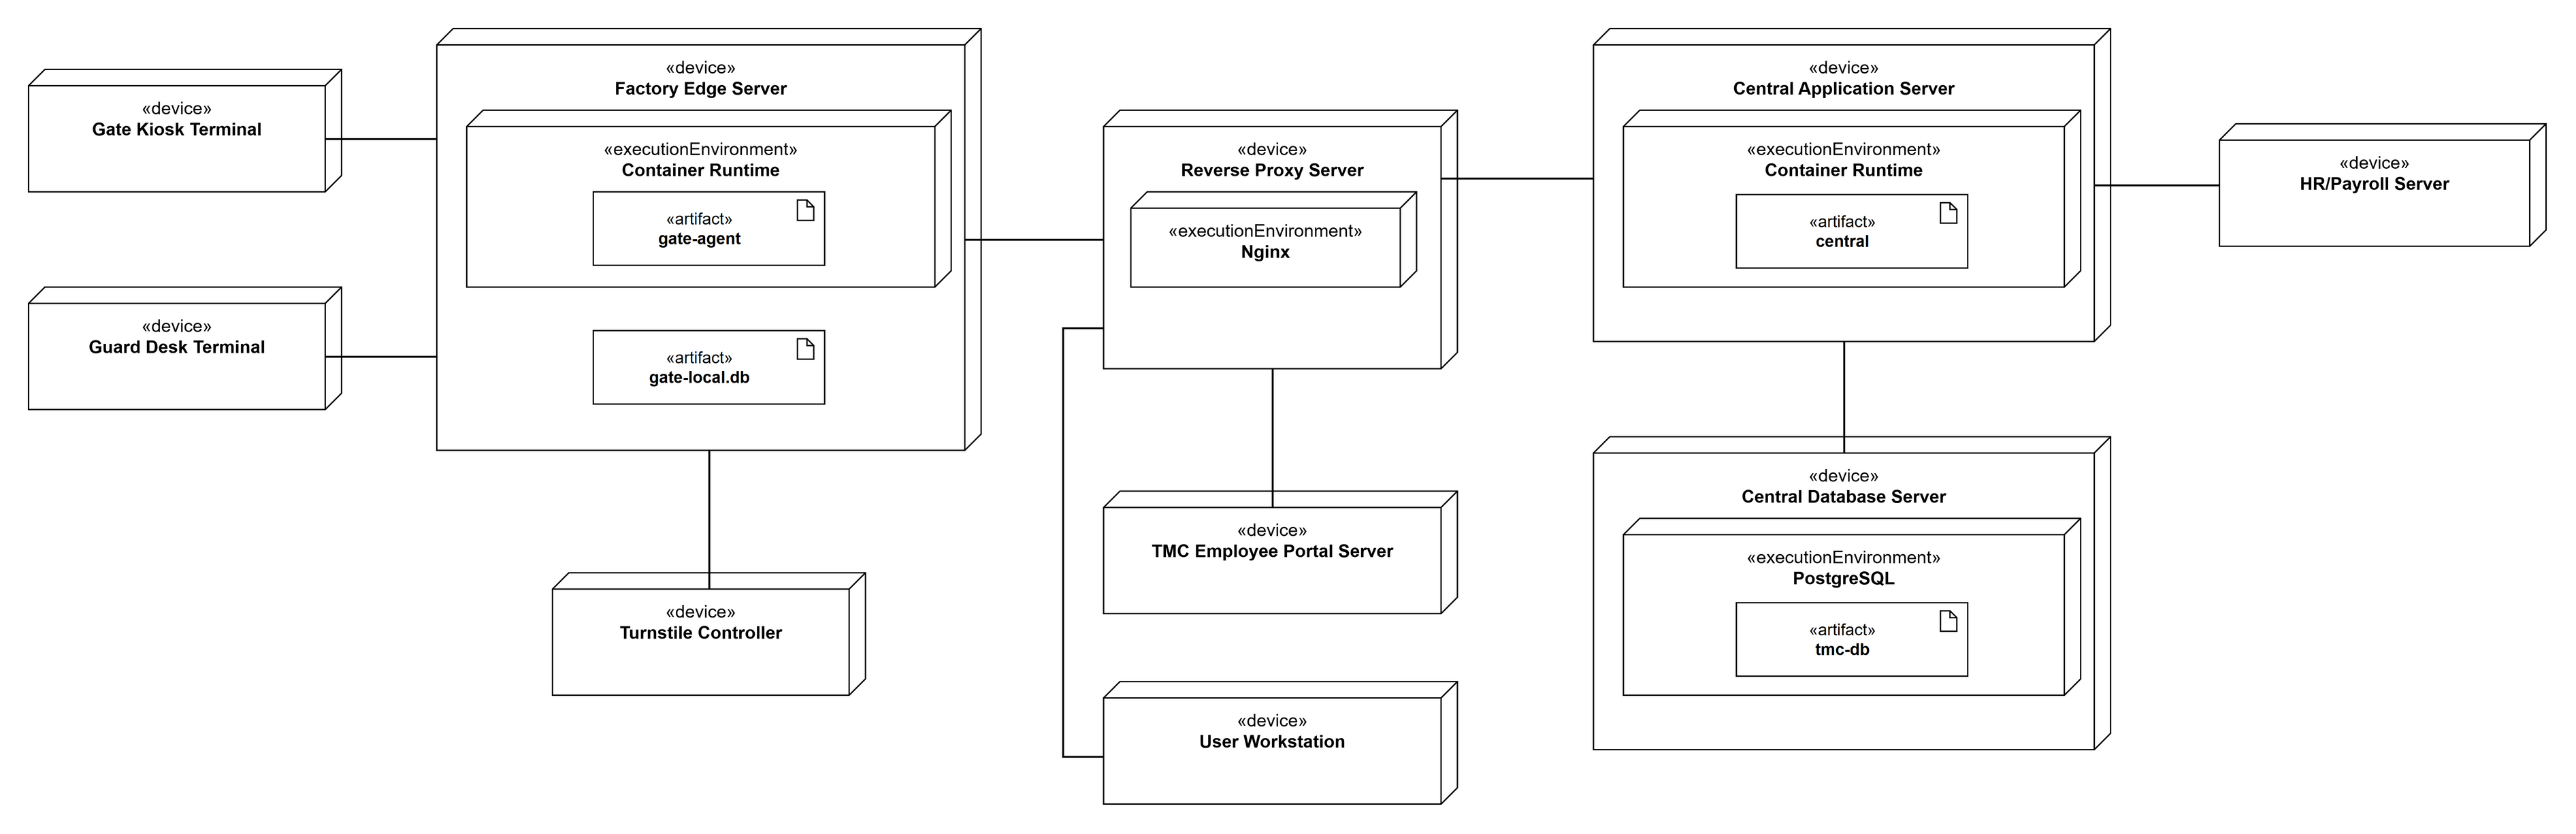 «device»
Gate Kiosk Terminal
«device»
Guard Desk Terminal
«device»
Factory Edge Server
«executionEnvironment»
Container Runtime
«artifact»
gate-agent
«artifact»
gate-local.db
«device»
Turnstile Controller
«device»
Reverse Proxy Server
«executionEnvironment»
Nginx
«device»
TMC Employee Portal Server
«device»
User Workstation
«device»
Central Application Server
«executionEnvironment»
Container Runtime
«artifact»
central
«device»
Central Database Server
«executionEnvironment»
PostgreSQL
«artifact»
tmc-db
«device»
HR/Payroll Server